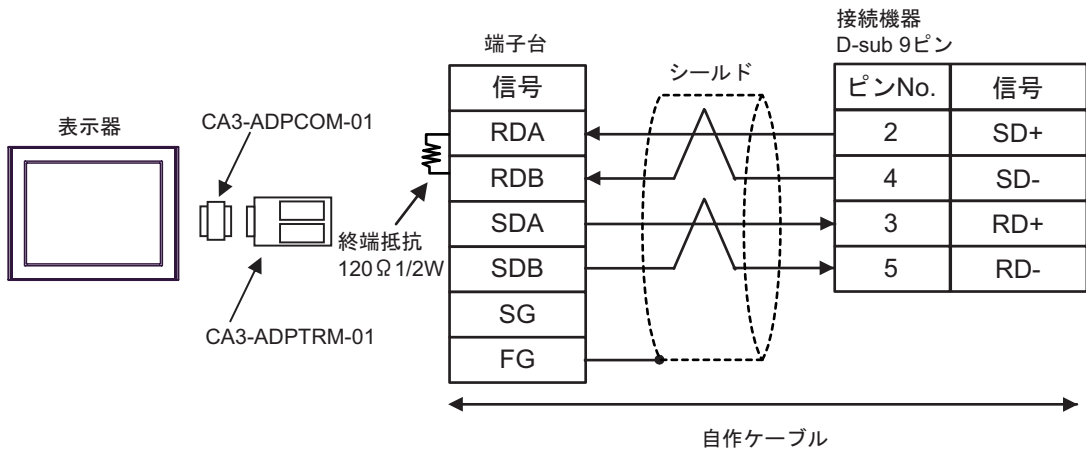 接続機器
D-sub 9ピン
端子台
シールド
信号
ピンNo. 信号
表示器
CA3-ADPCOM-01
RDA
2 SD+
RDB
4 SD-
SDA
3 RD+
終端抵抗
120Ω1/2W
SDB
5 RD-
SG
CA3-ADPTRM-01
FG
自作ケーブル